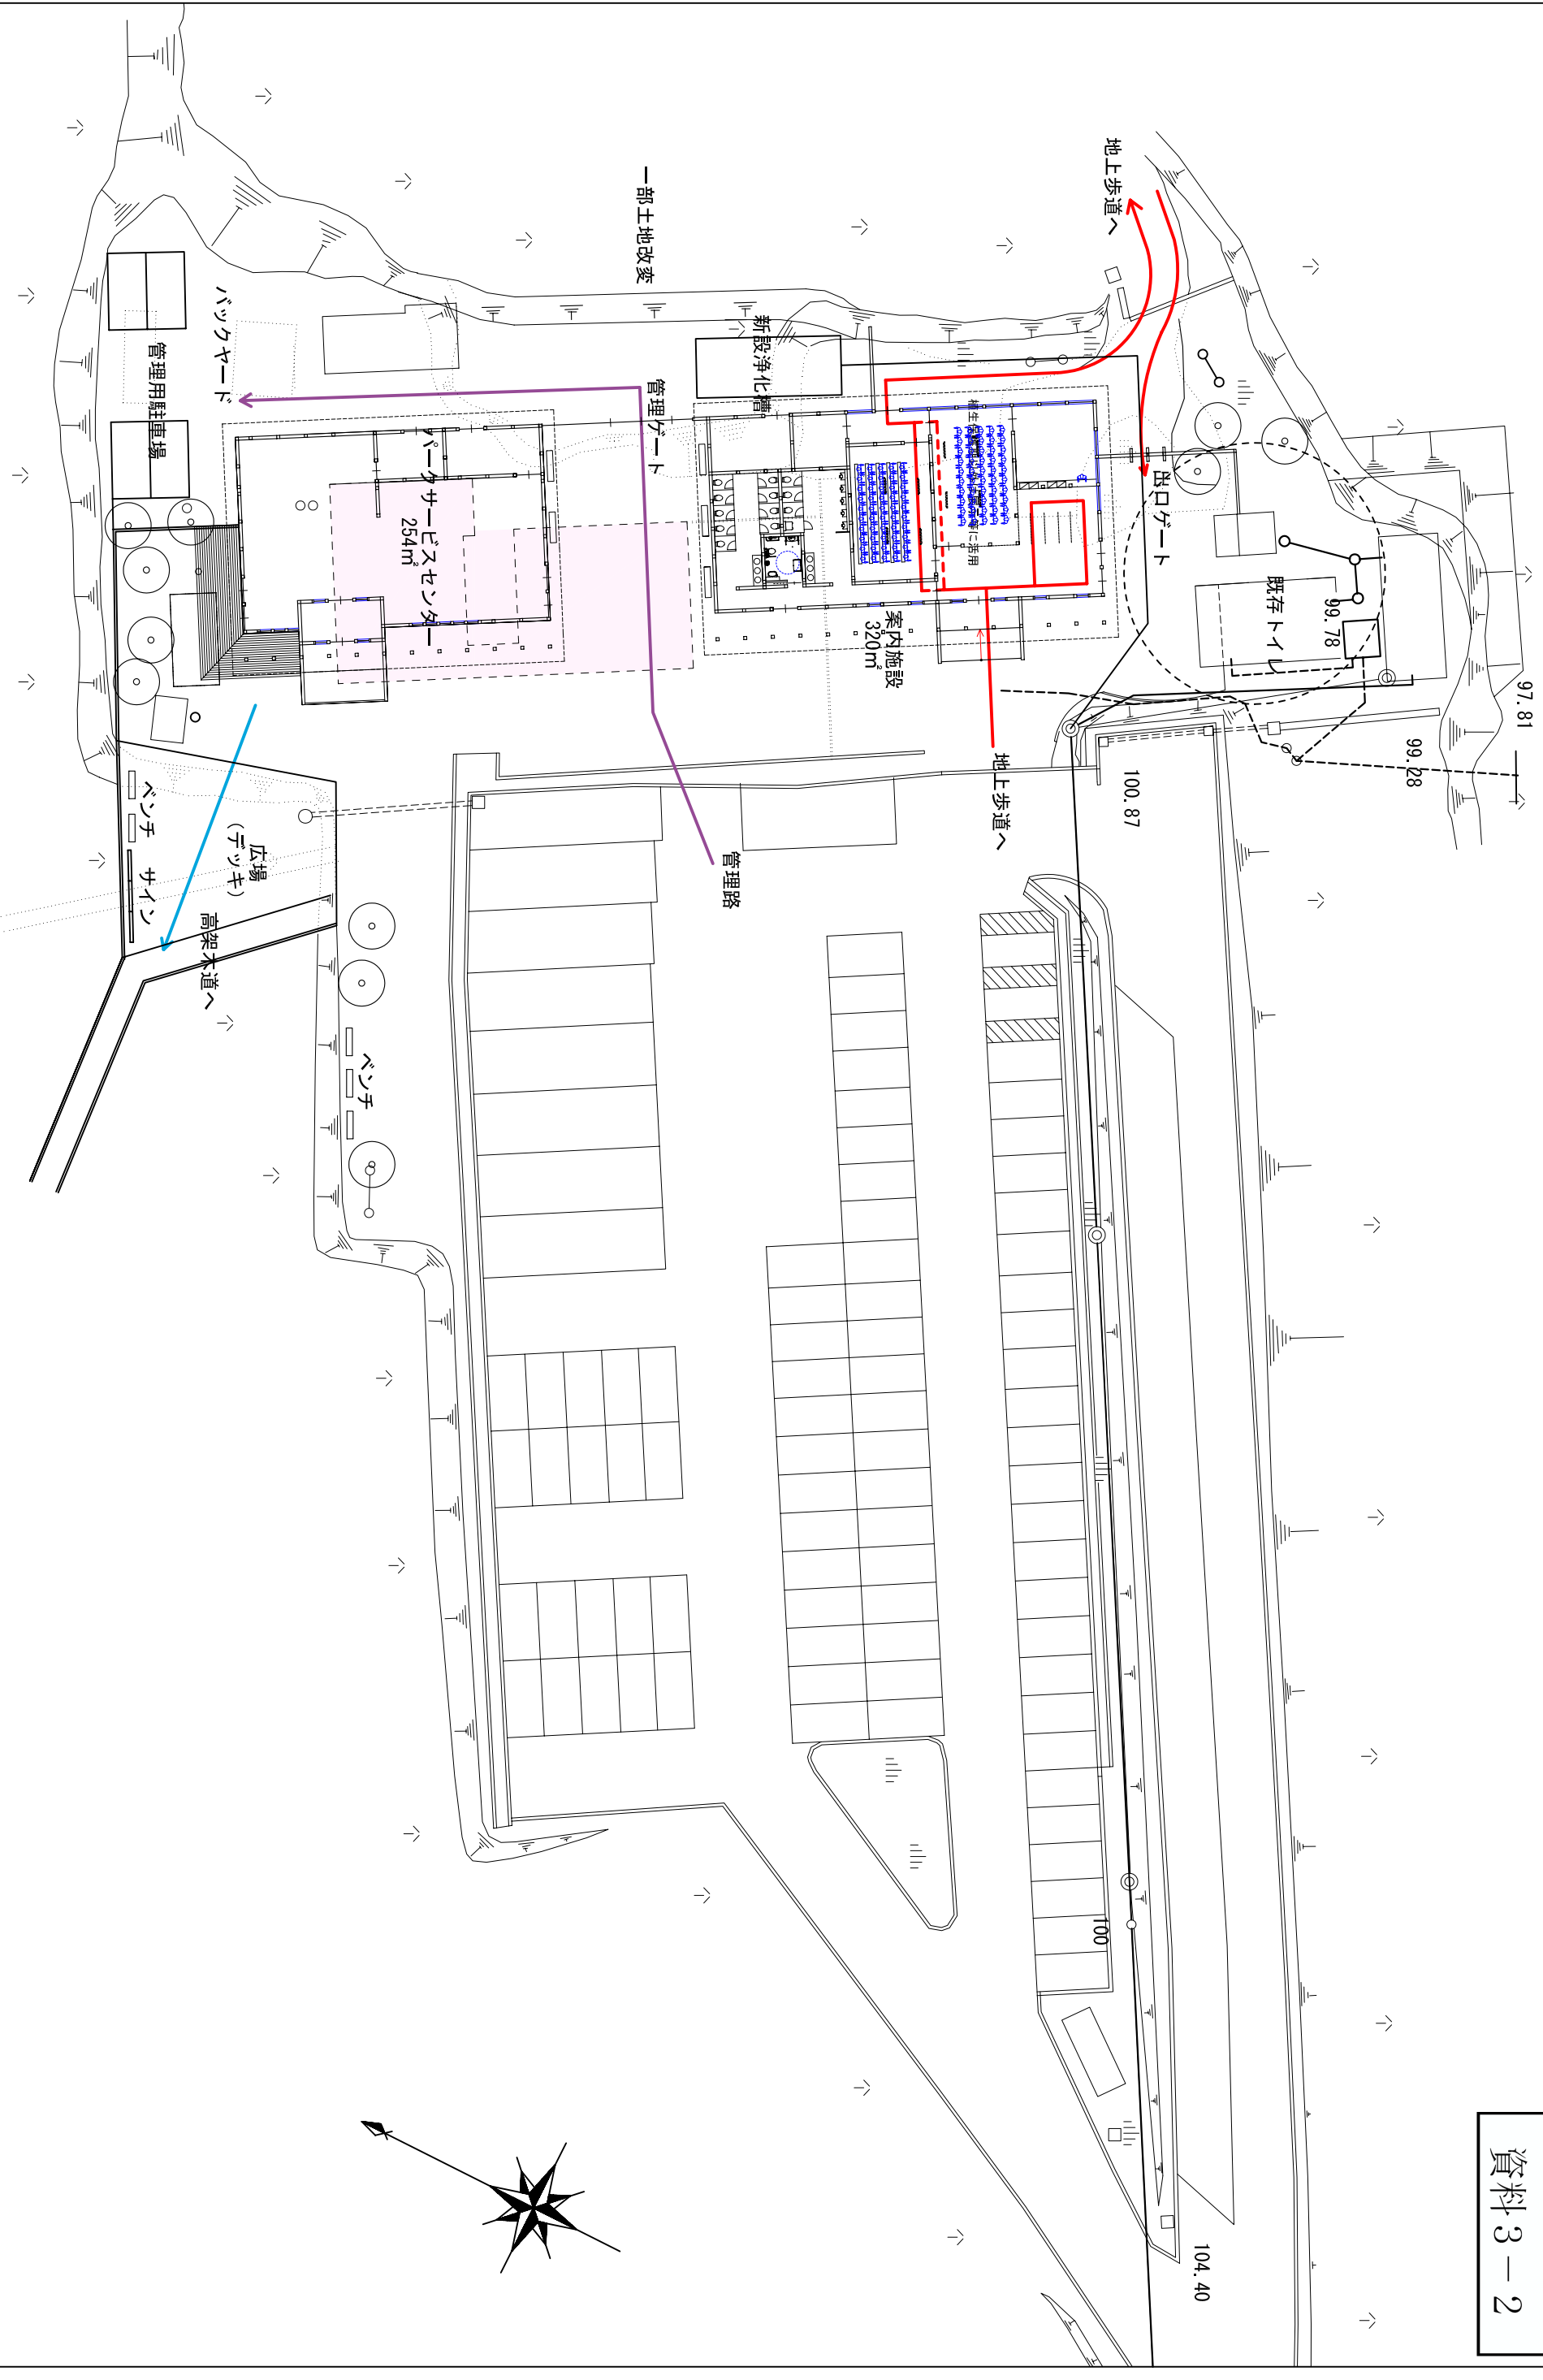 資料３－２
97.81
99.28
99.78
既存トイレ
出口ゲート
地上歩道へ
100.87
地上歩道へ
案内施設
320㎡
新設浄化槽
一部土地改変
管理ゲート
管理路
パークサービスセンター
254㎡
バックヤード
管理用駐車場
広場
(デッキ)
高架木道へ
ベンチ
サイン
ベンチ
100
104.40